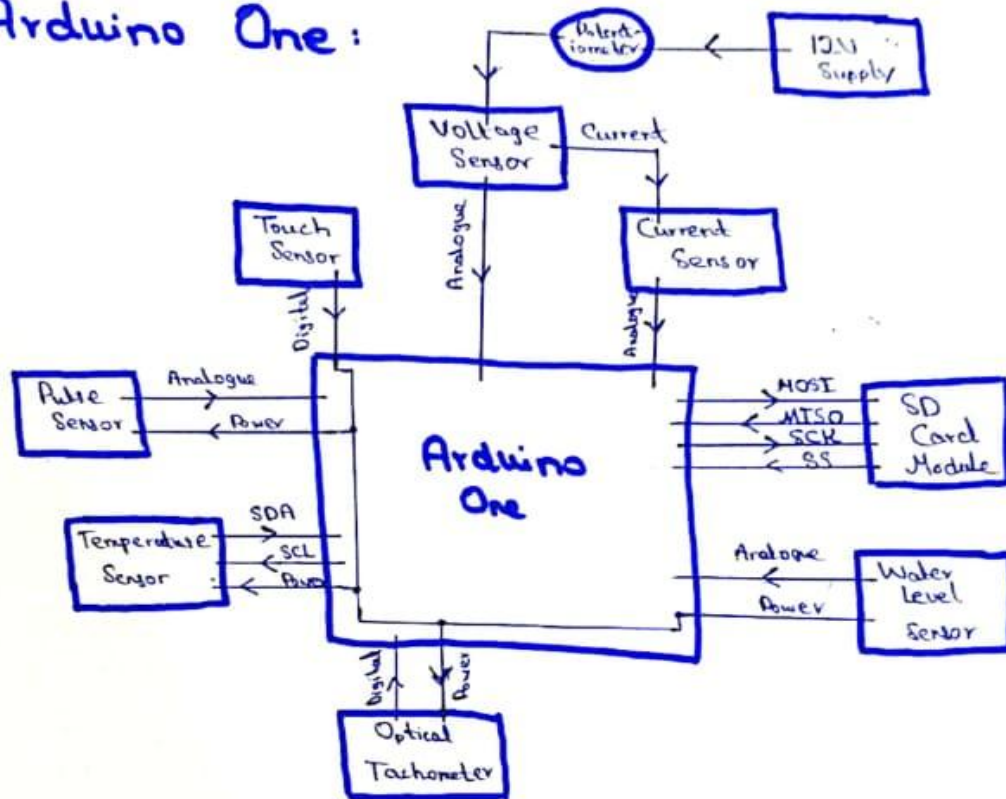 Arduino One:
Potent-
iometer
12V
Supply
Voltage
Sensor
Current
Touch
Sensor
Analogue
Current
Sensor
Digital
Analogue
Pulse
Sensor
Analogue
Power
MOSI
MISO
SCK
SS
SD
Card
Module
Arduino
One
Temperature
Sensor
SDA
SCL
Power
Analogue
Power
Water
Level
Sensor
Digital
Power
Optical
Tachometer